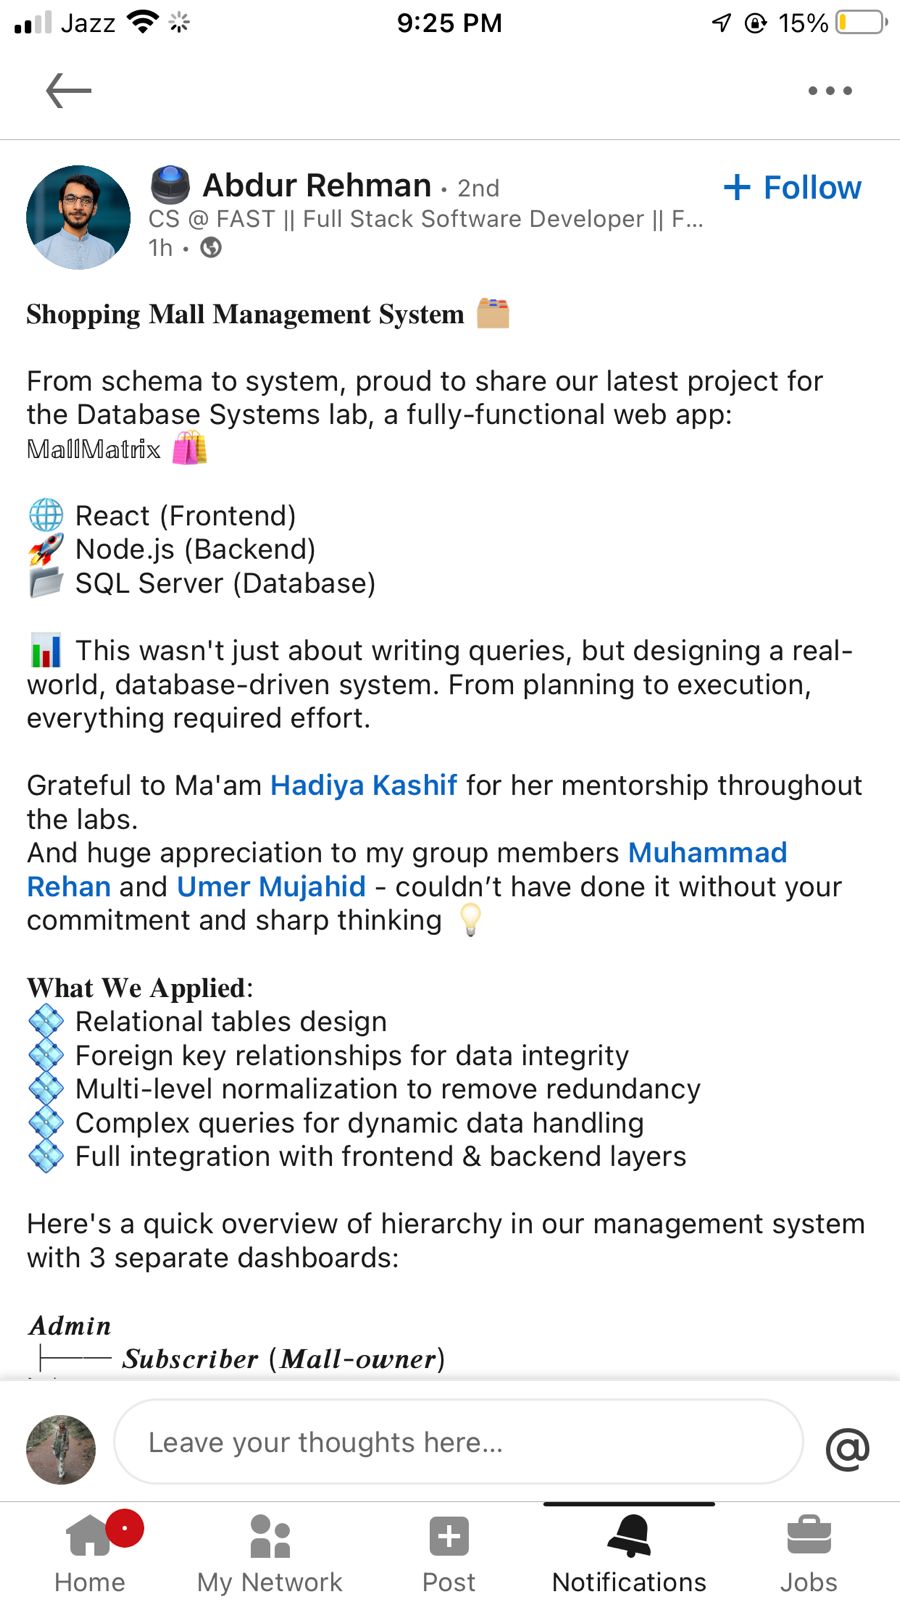 Jazz 9:25 PM 15%
Abdur Rehman • 2nd + Follow
CS @ FAST || Full Stack Software Developer || F...
1h •
Shopping Mall Management System 🗂️
From schema to system, proud to share our latest project for
the Database Systems lab, a fully-functional web app:
𝕄𝕒𝕝𝕝𝕄𝕒𝕥𝕣𝕚𝕩 🛍️
🌐 React (Frontend)
🚀 Node.js (Backend)
📁 SQL Server (Database)
📊 This wasn't just about writing queries, but designing a real-
world, database-driven system. From planning to execution,
everything required effort.
Grateful to Ma'am Hadiya Kashif for her mentorship throughout
the labs.
And huge appreciation to my group members Muhammad
Rehan and Umer Mujahid - couldn’t have done it without your
commitment and sharp thinking 💡
What We Applied:
💠 Relational tables design
💠 Foreign key relationships for data integrity
💠 Multi-level normalization to remove redundancy
💠 Complex queries for dynamic data handling
💠 Full integration with frontend & backend layers
Here's a quick overview of hierarchy in our management system
with 3 separate dashboards:
Admin
├── Subscriber (Mall-owner)
Leave your thoughts here... @
Home My Network Post Notifications Jobs